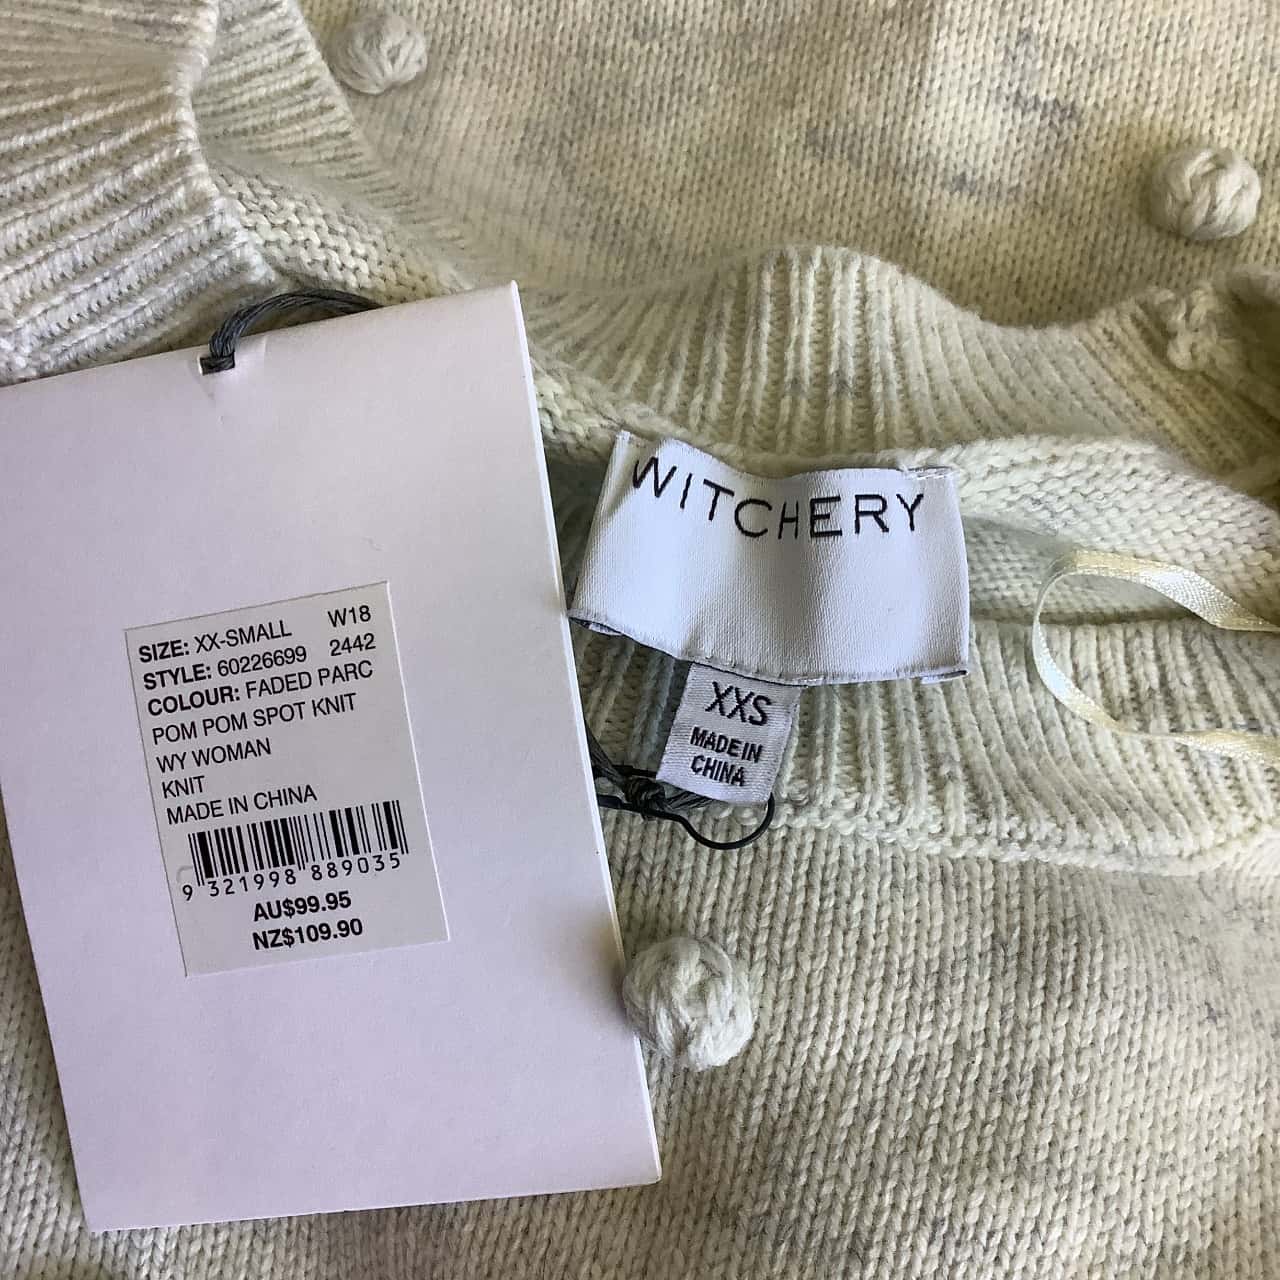 SIZE: XX-SMALL W18
STYLE: 60226699 2442
COLOUR: FADED PARC
POM POM SPOT KNIT
WY WOMAN
KNIT
MADE IN CHINA
9 321998 889035
AU$99.95
NZ$109.90
WITCHERY
XXS
MADE IN
CHINA